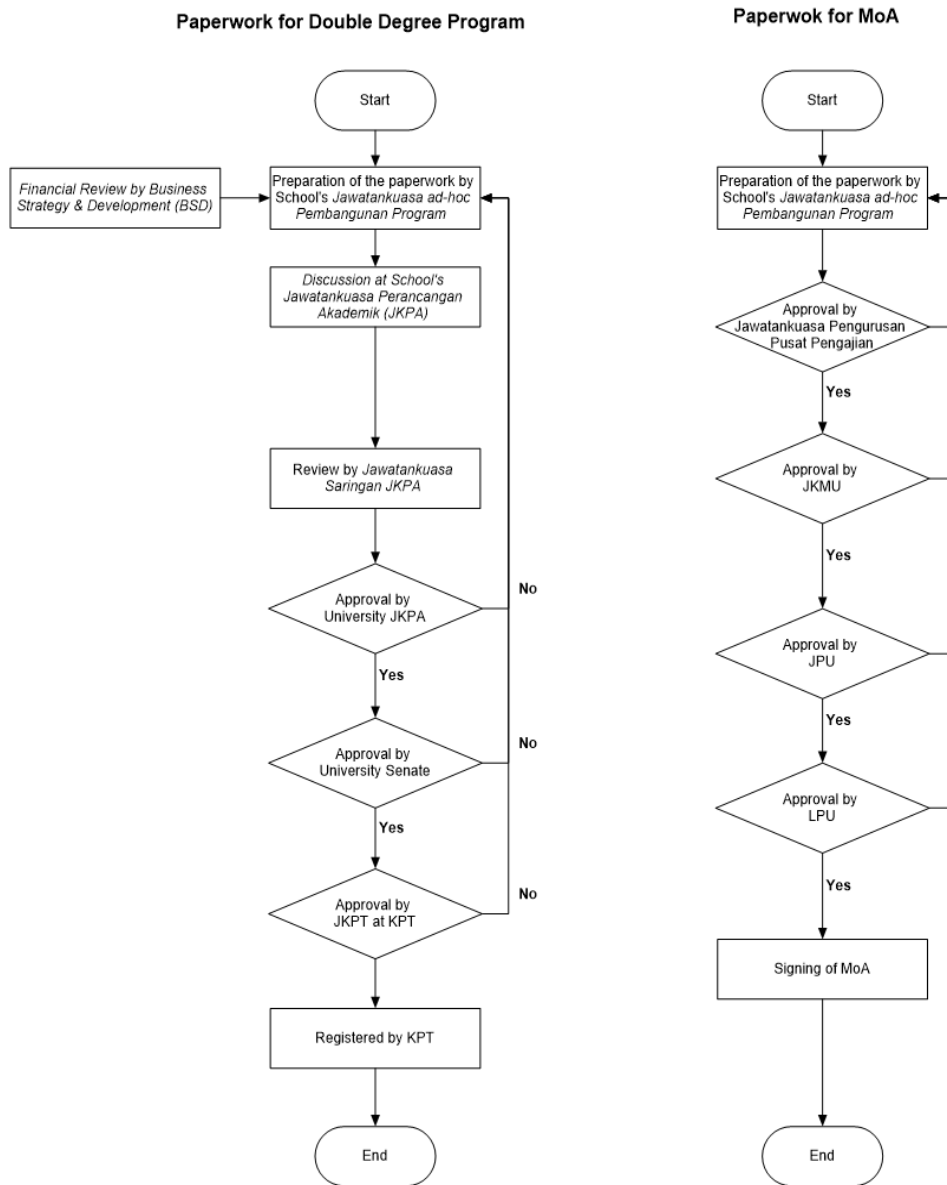 Paperwork for Double Degree Program
Start
Financial Review by Business
Strategy & Development (BSD)
Preparation of the paperwork by
School's Jawatankuasa ad-hoc
Pembangunan Program
Discussion at School's
Jawatankuasa Perancangan
Akademik (JKPA)
Review by Jawatankuasa
Saringan JKPA
Approval by
University JKPA
No
Yes
Approval by
University Senate
No
Yes
Approval by
JKPT at KPT
No
Registered by KPT
End
Paperwok for MoA
Start
Preparation of the paperwork by
School's Jawatankuasa ad-hoc
Pembangunan Program
Approval by
Jawatankuasa Pengurusan
Pusat Pengajian
Yes
Approval by
JKMU
Yes
Approval by
JPU
Yes
Approval by
LPU
Yes
Signing of MoA
End